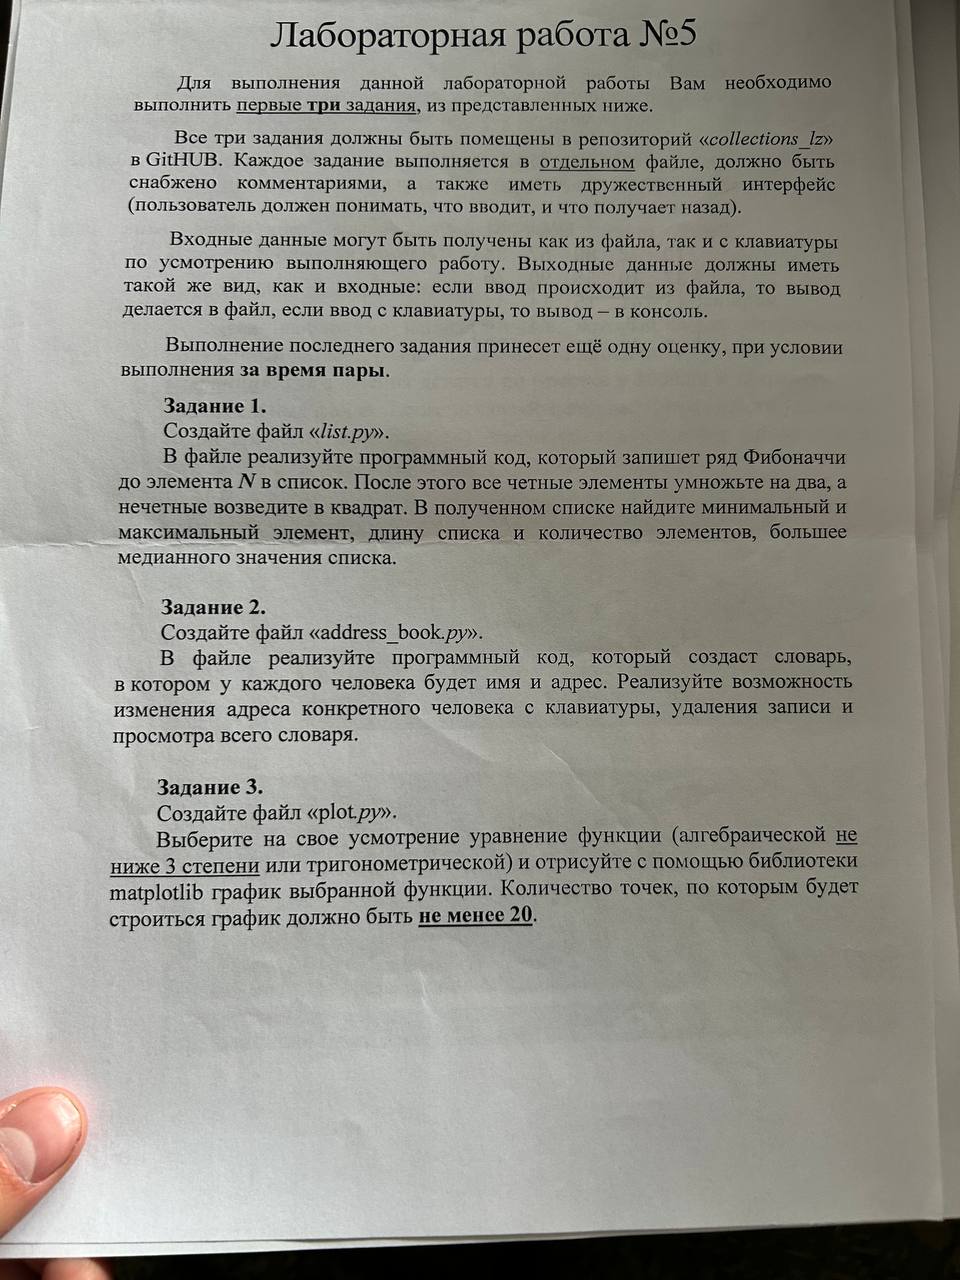 Лабораторная работа №5
Для выполнения данной лабораторной работы Вам необходимо
выполнить первые три задания, из представленных ниже.
Все три задания должны быть помещены в репозиторий «collections_lz»
в GitHUB. Каждое задание выполняется в отдельном файле, должно быть
снабжено комментариями, а также иметь дружественный интерфейс
(пользователь должен понимать, что вводит, и что получает назад).
Входные данные могут быть получены как из файла, так и с клавиатуры
по усмотрению выполняющего работу. Выходные данные должны иметь
такой же вид, как и входные: если ввод происходит из файла, то вывод
делается в файл, если ввод с клавиатуры, то вывод – в консоль.
Выполнение последнего задания принесет ещё одну оценку, при условии
выполнения за время пары.
Задание 1.
Создайте файл «list.py».
В файле реализуйте программный код, который запишет ряд Фибоначчи
до элемента N в список. После этого все четные элементы умножьте на два, а
нечетные возведите в квадрат. В полученном списке найдите минимальный и
максимальный элемент, длину списка и количество элементов, большее
медианного значения списка.
Задание 2.
Создайте файл «address_book.py».
В файле реализуйте программный код, который создаст словарь,
в котором у каждого человека будет имя и адрес. Реализуйте возможность
изменения адреса конкретного человека с клавиатуры, удаления записи и
просмотра всего словаря.
Задание 3.
Создайте файл «plot.py».
Выберите на свое усмотрение уравнение функции (алгебраической не
ниже 3 степени или тригонометрической) и отрисуйте с помощью библиотеки
matplotlib график выбранной функции. Количество точек, по которым будет
строиться график должно быть не менее 20.